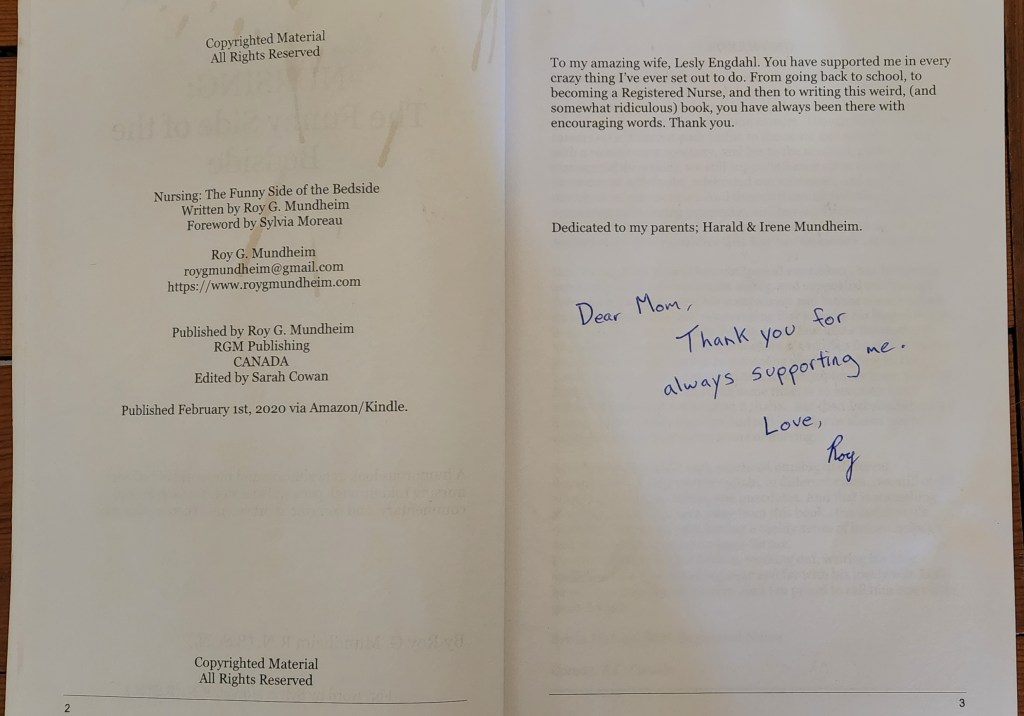 Copyrighted Material
All Rights Reserved
Nursing: The Funny Side of the Bedside
Written by Roy G. Mundheim
Foreword by Sylvia Moreau
Roy G. Mundheim
roygmundheim@gmail.com
https://www.roygmundheim.com
Published by Roy G. Mundheim
RGM Publishing
CANADA
Edited by Sarah Cowan
Published February 1st, 2020 via Amazon/Kindle.
Copyrighted Material
All Rights Reserved
2
To my amazing wife, Lesly Engdahl. You have supported me in every
crazy thing I've ever set out to do. From going back to school, to
becoming a Registered Nurse, and then to writing this weird, (and
somewhat ridiculous) book, you have always been there with
encouraging words. Thank you.
Dedicated to my parents; Harald & Irene Mundheim.
Dear Mom,
Thank you for
always supporting me.
Love,
Roy
3